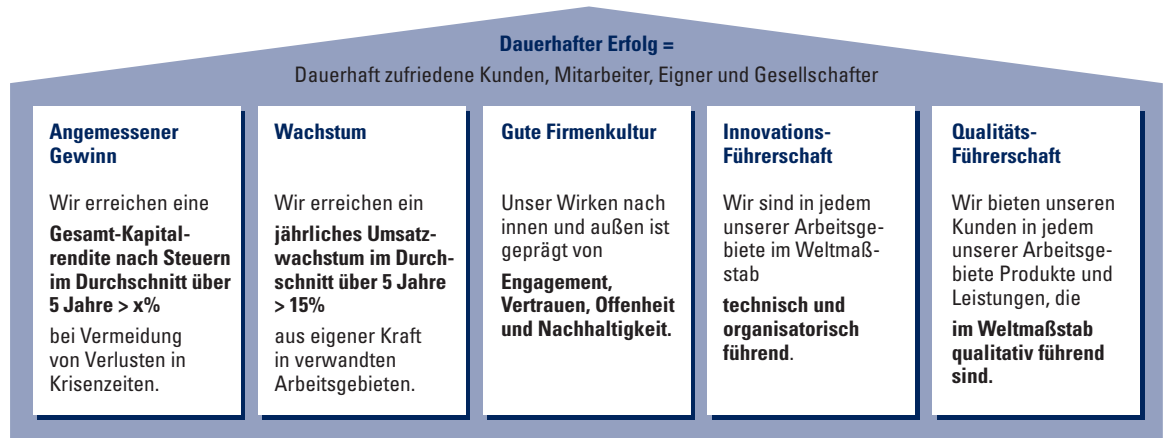 Dauerhafter Erfolg =
Dauerhaft zufriedene Kunden, Mitarbeiter, Eigner und Gesellschafter
Angemessener
Gewinn
Wir erreichen eine
Gesamt-Kapital-
rendite nach Steuern
im Durchschnitt über
5 Jahre > x%
bei Vermeidung
von Verlusten in
Krisenzeiten.
Wachstum
Wir erreichen ein
jährliches Umsatz-
wachstum im Durch-
schnitt über 5 Jahre
> 15%
aus eigener Kraft
in verwandten
Arbeitsgebieten.
Gute Firmenkultur
Unser Wirken nach
innen und außen ist
geprägt von
Engagement,
Vertrauen, Offenheit
und Nachhaltigkeit.
Innovations-
Führerschaft
Wir sind in jedem
unserer Arbeitsge-
biete im Weltmaß-
stab
technisch und
organisatorisch
führend.
Qualitäts-
Führerschaft
Wir bieten unseren
Kunden in jedem
unserer Arbeitsge-
biete Produkte und
Leistungen, die
im Weltmaßstab
qualitativ führend
sind.